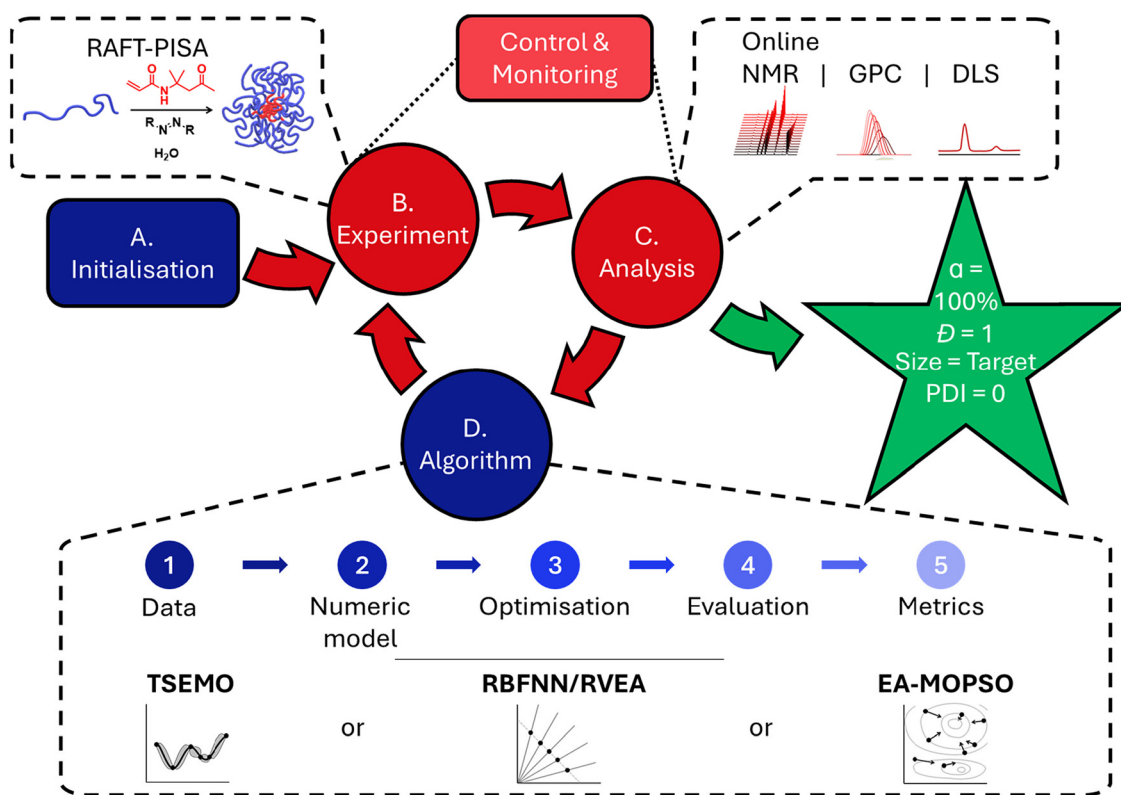 RAFT-PISA
O
O
N
H
R
N
N
R
H₂O
Control &
Monitoring
Online
NMR | GPC | DLS
A.
Initialisation
B.
Experiment
C.
Analysis
α =
100%
Đ = 1
Size = Target
PDI = 0
D.
Algorithm
1
2
3
4
5
Data
Numeric
model
Optimisation
Evaluation
Metrics
TSEMO
or
RBFNN/RVEA
or
EA-MOPSO